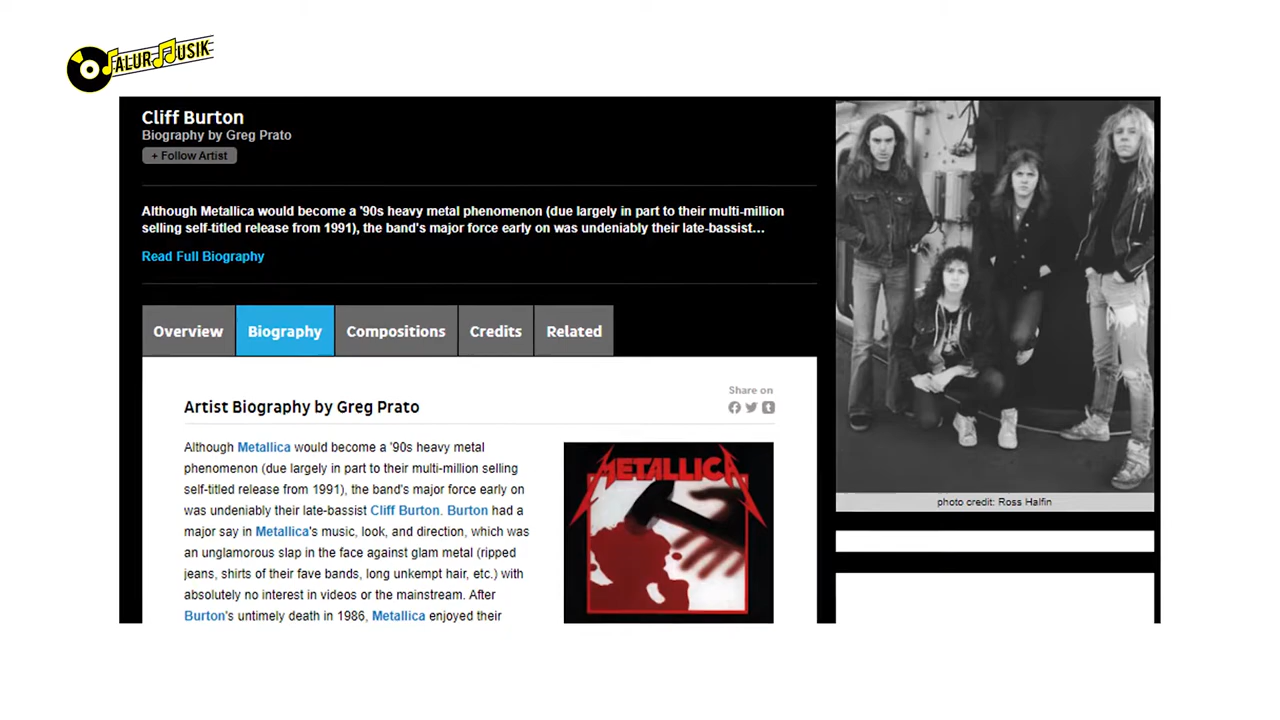 JALUR MUSIK
Cliff Burton
Biography by Greg Prato
+ Follow Artist
Although Metallica would become a '90s heavy metal phenomenon (due largely in part to their multi-million
selling self-titled release from 1991), the band's major force early on was undeniably their late-bassist...
Read Full Biography
Overview Biography Compositions Credits Related
Share on
Artist Biography by Greg Prato
Although Metallica would become a '90s heavy metal
phenomenon (due largely in part to their multi-million selling
self-titled release from 1991), the band's major force early on
was undeniably their late-bassist Cliff Burton. Burton had a
major say in Metallica's music, look, and direction, which was
an unglamorous slap in the face against glam metal (ripped
jeans, shirts of their fave bands, long unkempt hair, etc.) with
absolutely no interest in videos or the mainstream. After
Burton's untimely death in 1986, Metallica enjoyed their
METALLICA
photo credit: Ross Halfin